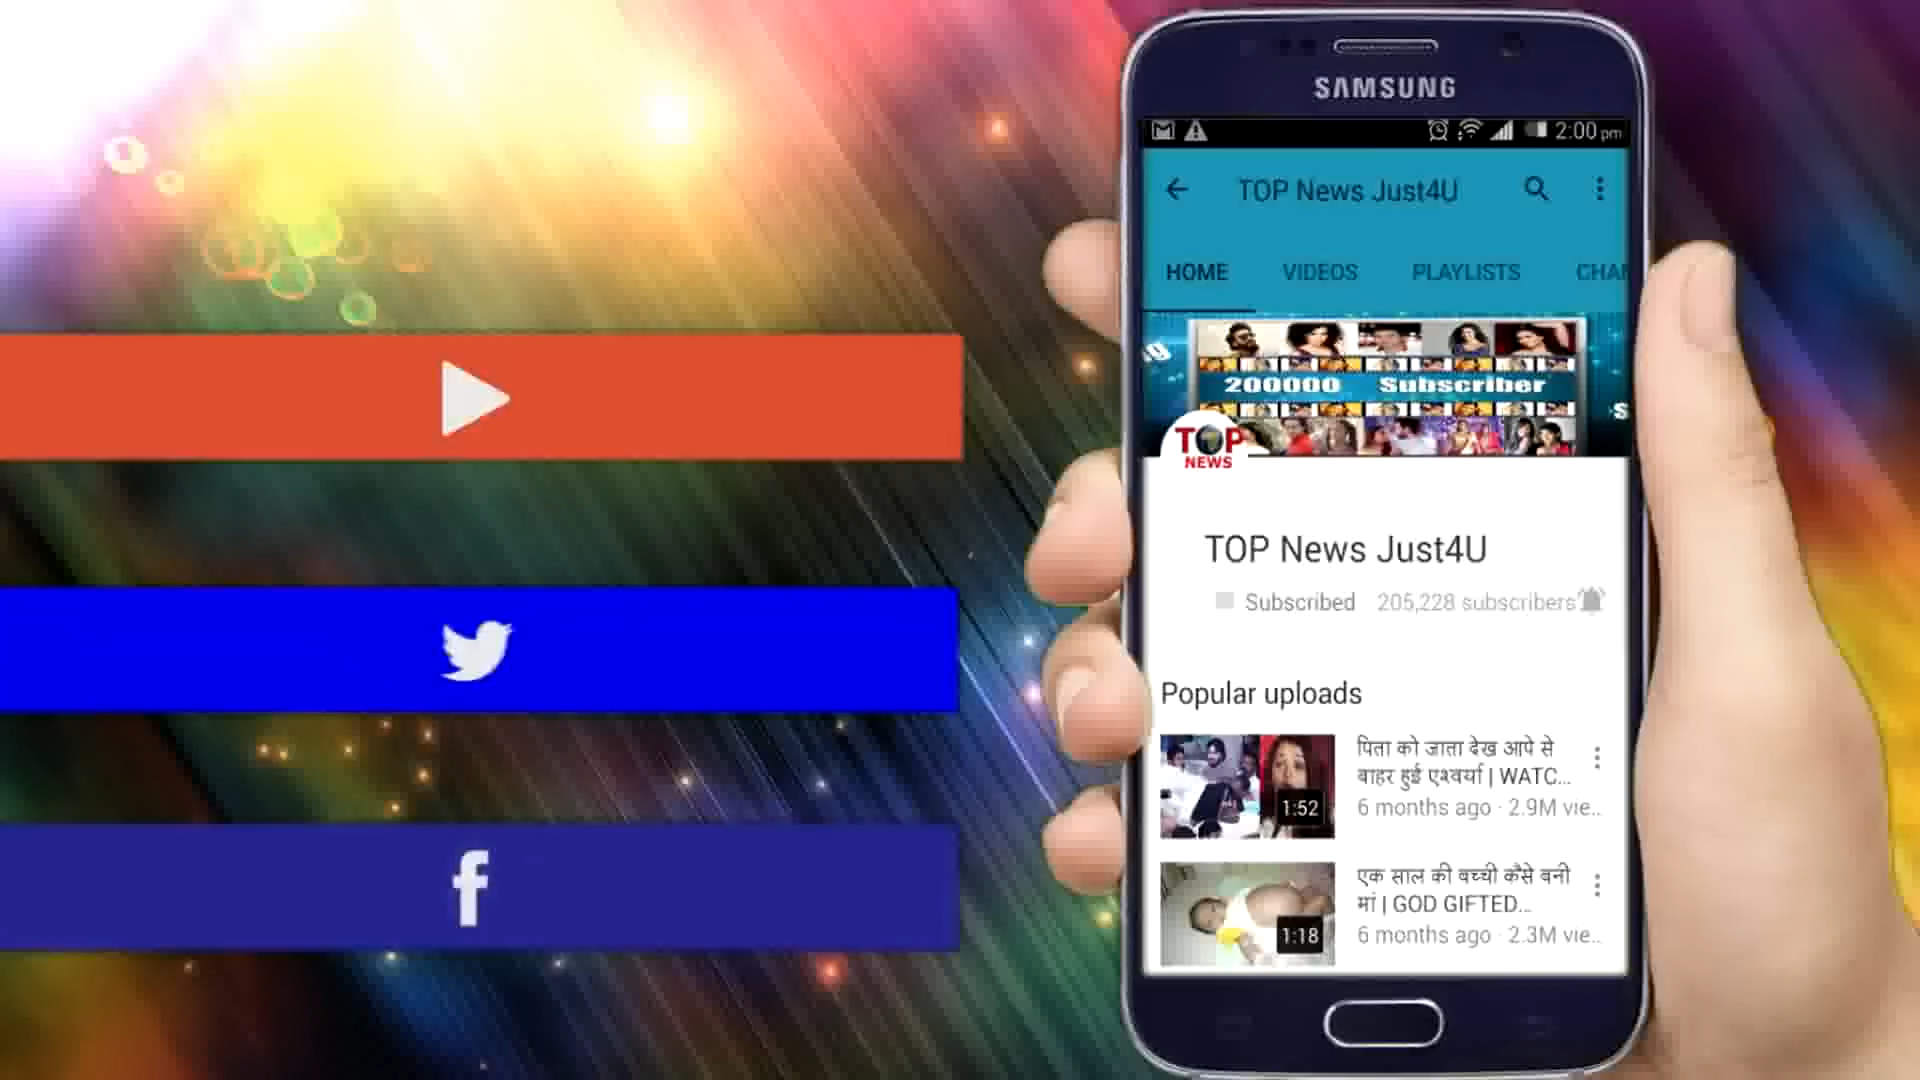 SAMSUNG
2:00 pm
TOP News Just4U
HOME VIDEOS PLAYLISTS CHAN
200000 Subscriber
TOP
NEWS
TOP News Just4U
Subscribed 205,228 subscribers
Popular uploads
पिता को जाता देख आपे से
बाहर हुई एश्वर्या | WATC...
6 months ago · 2.9M vie..
1:52
एक साल की बच्ची कैसे बनी
मां | GOD GIFTED...
6 months ago · 2.3M vie..
1:18